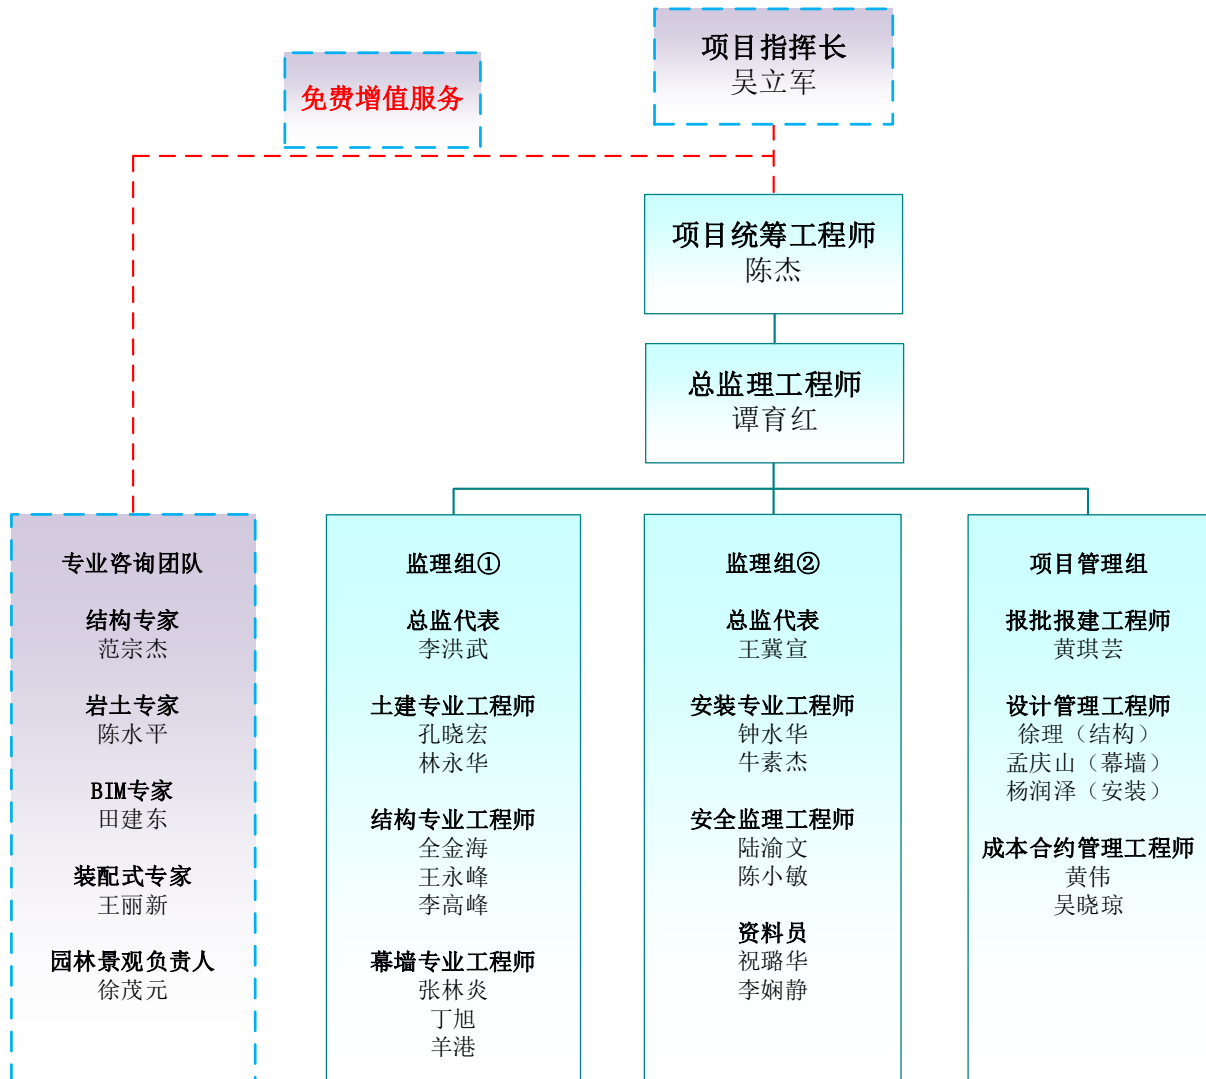 项目指挥长
吴立军
免费增值服务
项目统筹工程师
陈杰
总监理工程师
谭育红
专业咨询团队
结构专家
范宗杰
岩土专家
陈水平
BIM专家
田建东
装配式专家
王丽新
园林景观负责人
徐茂元
监理组①
总监代表
李洪武
土建专业工程师
孔晓宏
林永华
结构专业工程师
全金海
王永峰
李高峰
幕墙专业工程师
张林炎
丁旭
羊港
监理组②
总监代表
王冀宣
安装专业工程师
钟水华
牛素杰
安全监理工程师
陆渝文
陈小敏
资料员
祝璐华
李娴静
项目管理组
报批报建工程师
黄琪芸
设计管理工程师
徐理（结构）
孟庆山（幕墙）
杨润泽（安装）
成本合约管理工程师
黄伟
吴晓琼